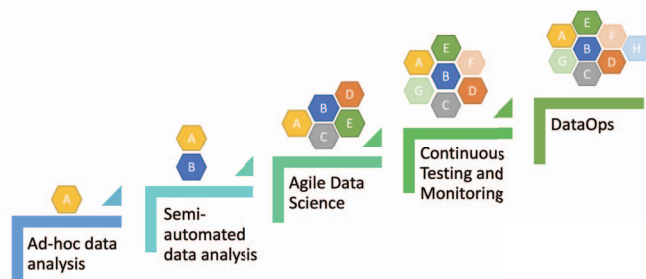 A
Ad-hoc data
analysis
A
B
Semi-
automated
data analysis
A
B
D
C
E
Agile Data
Science
E
A
F
B
G
D
C
Continuous
Testing and
Monitoring
E
A
F
B
H
G
D
C
DataOps